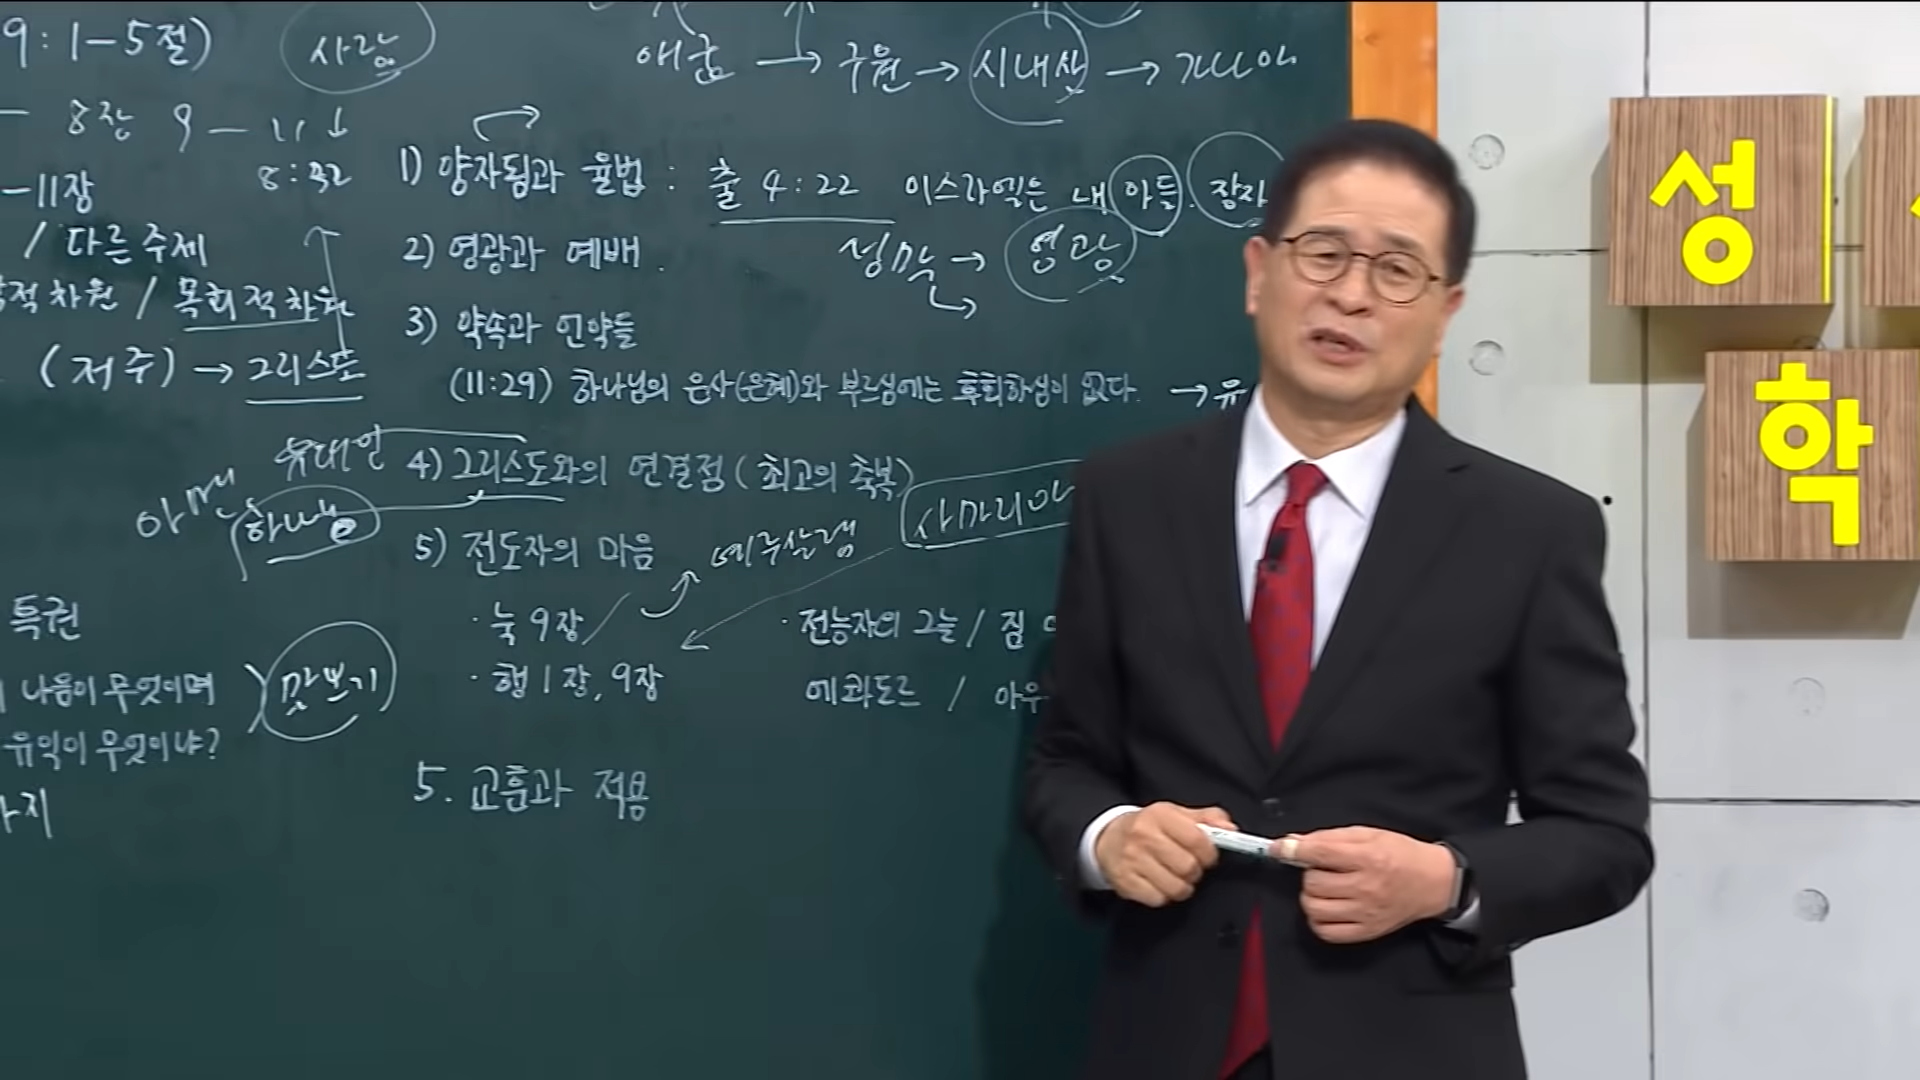 9:1-5절)
사랑
애굽 → 구원 → 시내산 → 가나안
8장 9-11↓
8:32
-11장
/ 다른 주제
적 차원 / 목회적 차원
(저주) → 그리스도
1) 양자됨과 율법 : 출 4:22 이스라엘은 내 아들. 장자
2) 영광과 예배.
성막 → 영광
3) 약속과 언약들
(11:29) 하나님의 은사(은혜)와 부르심에는 후회하심이 없다. → 유
유대인
4) 그리스도와의 연결점 (최고의 축복)
아멘
하나님
사마리아
5) 전도자의 마음
예루살렘
· 눅 9장
· 행 1장, 9장
· 전능자의 그늘 / 짐
에콰도르 / 아우
특권
나음이 무엇이며
유익이 무엇이냐?
맛보기
가지
5. 교훈과 적용
성
학